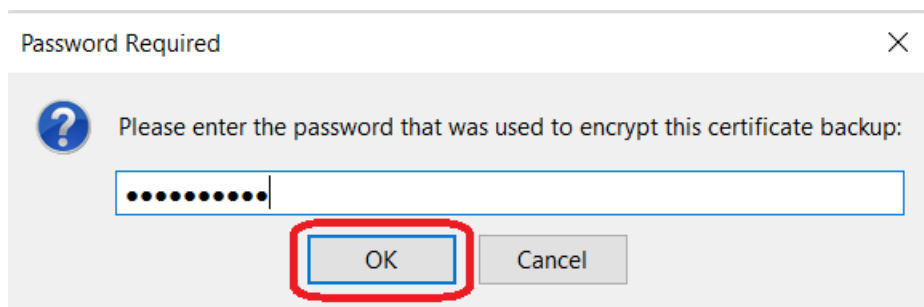 Password Required
Please enter the password that was used to encrypt this certificate backup:
●●●●●●●●●●
OK
Cancel